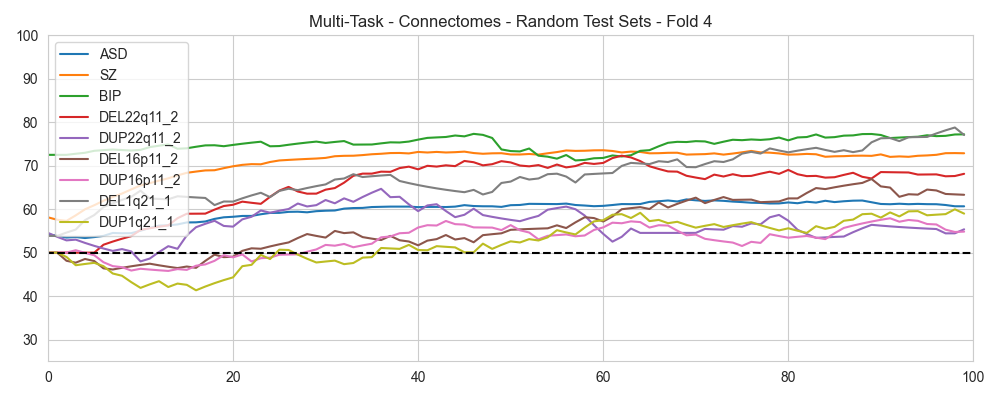 Multi-Task - Connectomes - Random Test Sets - Fold 4
100
90
80
70
60
50
40
30
ASD
SZ
BIP
DEL22q11_2
DUP22q11_2
DEL16p11_2
DUP16p11_2
DEL1q21_1
DUP1q21_1
0
20
40
60
80
100